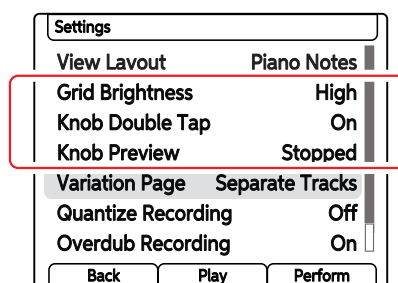 Settings
View Layout Piano Notes
Grid Brightness High
Knob Double Tap On
Knob Preview Stopped
Variation Page Separate Tracks
Quantize Recording Off
Overdub Recording On
Back Play Perform